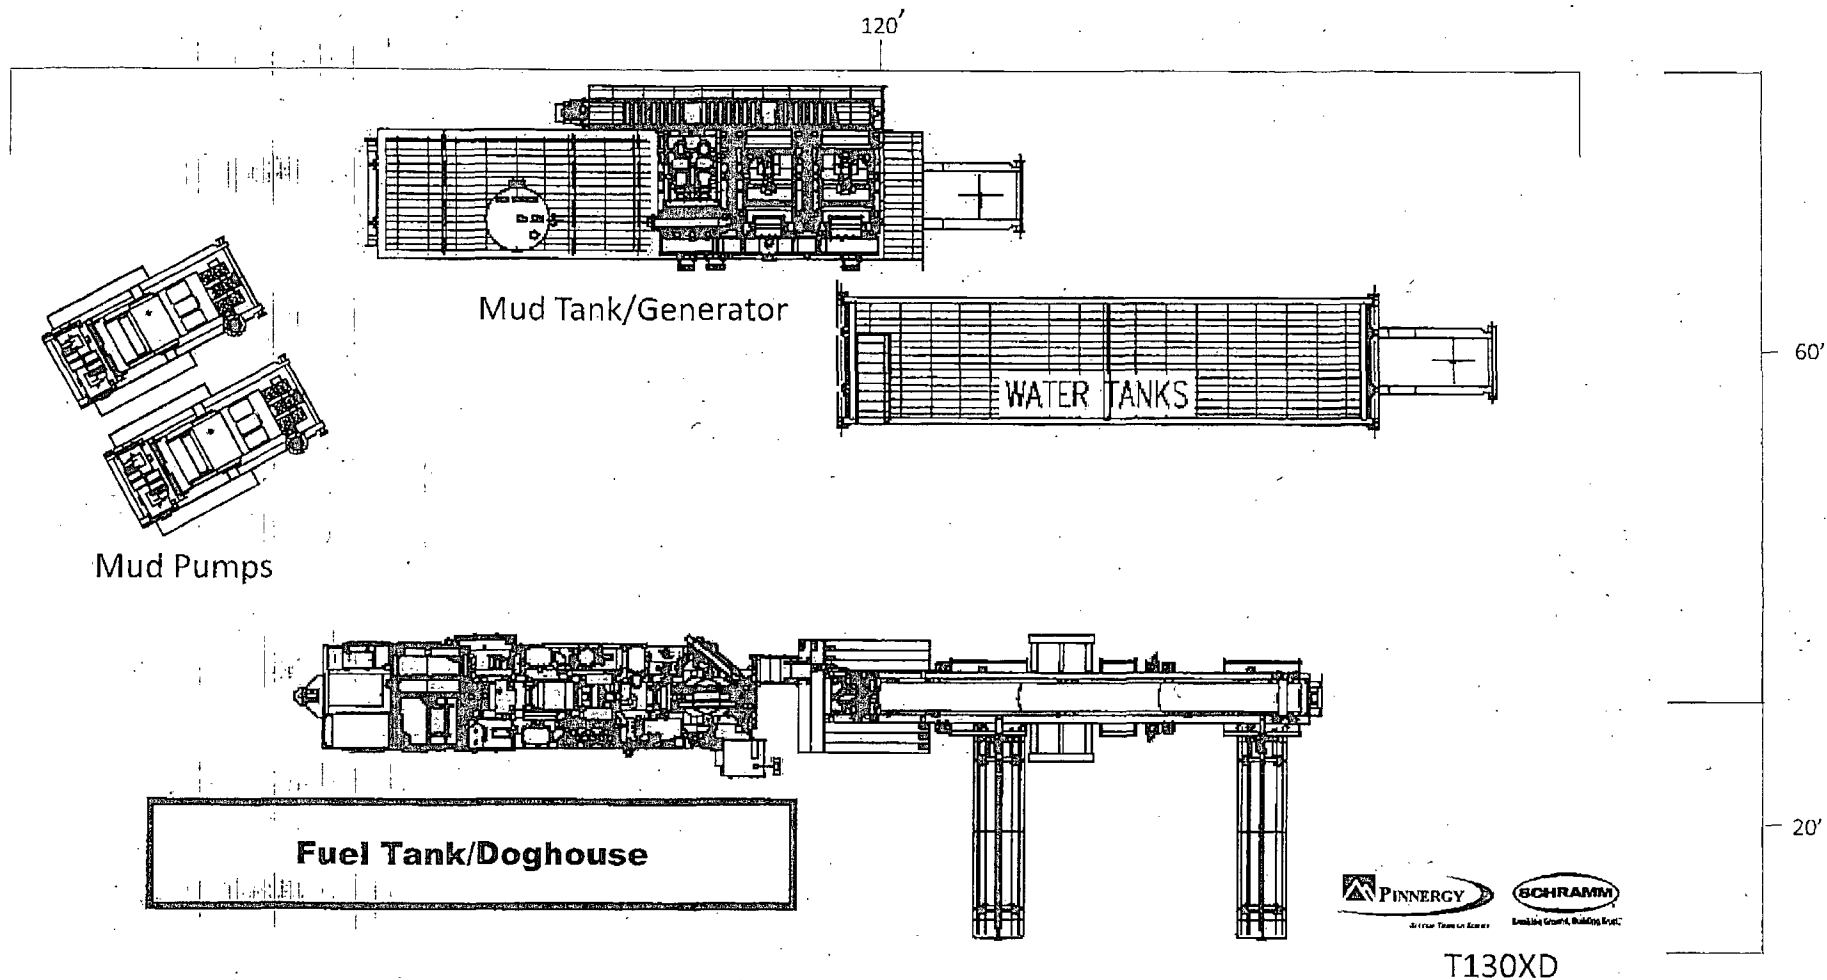 120'
Mud Tank/Generator
WATER TANKS
60'
Mud Pumps
20'
Fuel Tank/Doghouse
PINNERGY
SCHRAMM
T130XD